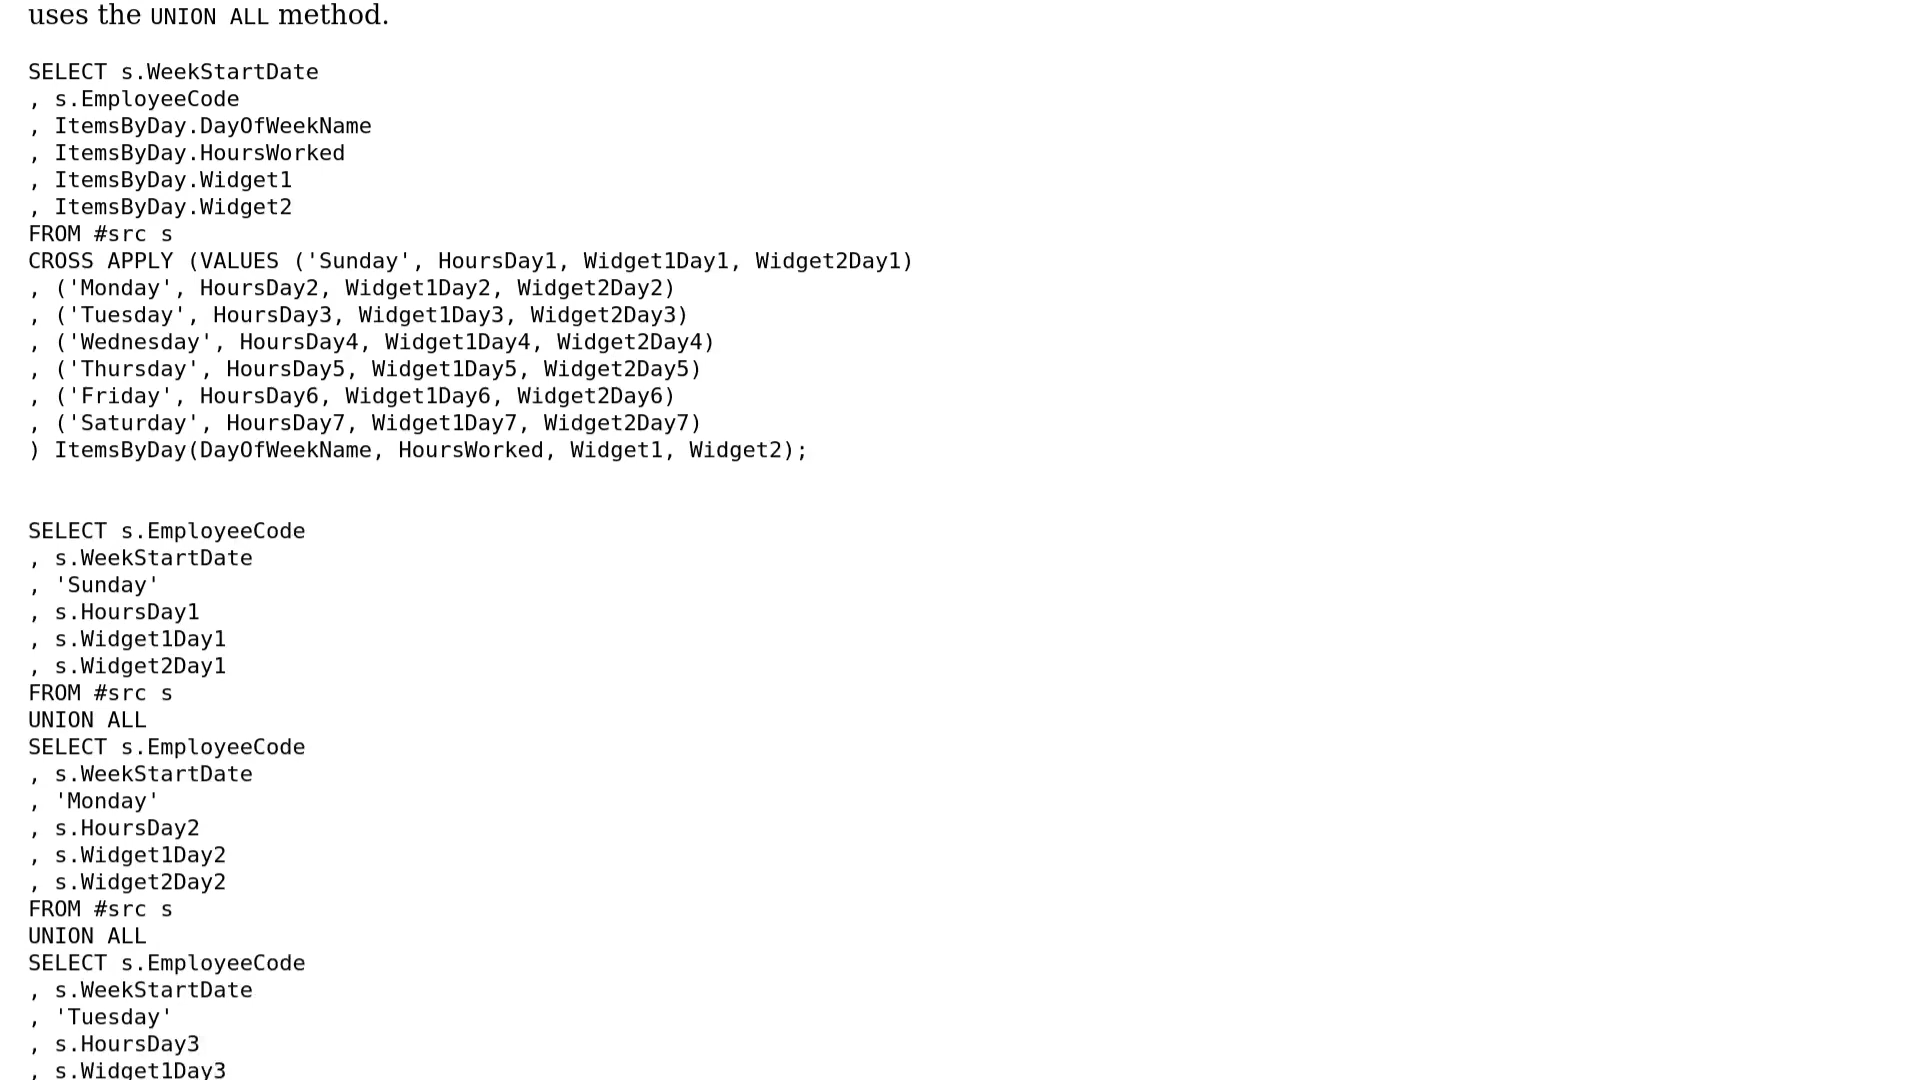 uses the UNION ALL method.
SELECT s.WeekStartDate
, s.EmployeeCode
, ItemsByDay.DayOfWeekName
, ItemsByDay.HoursWorked
, ItemsByDay.Widget1
, ItemsByDay.Widget2
FROM #src s
CROSS APPLY (VALUES ('Sunday', HoursDay1, Widget1Day1, Widget2Day1)
, ('Monday', HoursDay2, Widget1Day2, Widget2Day2)
, ('Tuesday', HoursDay3, Widget1Day3, Widget2Day3)
, ('Wednesday', HoursDay4, Widget1Day4, Widget2Day4)
, ('Thursday', HoursDay5, Widget1Day5, Widget2Day5)
, ('Friday', HoursDay6, Widget1Day6, Widget2Day6)
, ('Saturday', HoursDay7, Widget1Day7, Widget2Day7)
) ItemsByDay(DayOfWeekName, HoursWorked, Widget1, Widget2);
SELECT s.EmployeeCode
, s.WeekStartDate
, 'Sunday'
, s.HoursDay1
, s.Widget1Day1
, s.Widget2Day1
FROM #src s
UNION ALL
SELECT s.EmployeeCode
, s.WeekStartDate
, 'Monday'
, s.HoursDay2
, s.Widget1Day2
, s.Widget2Day2
FROM #src s
UNION ALL
SELECT s.EmployeeCode
, s.WeekStartDate
, 'Tuesday'
, s.HoursDay3
, s.Widget1Day3